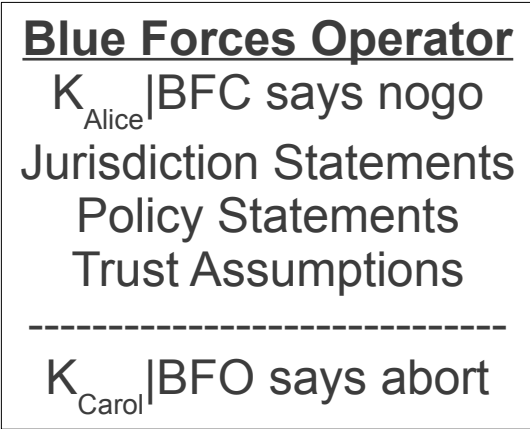 Blue Forces Operator
K_Alice|BFC says nogo
Jurisdiction Statements
Policy Statements
Trust Assumptions
------------------------------
K_Carol|BFO says abort